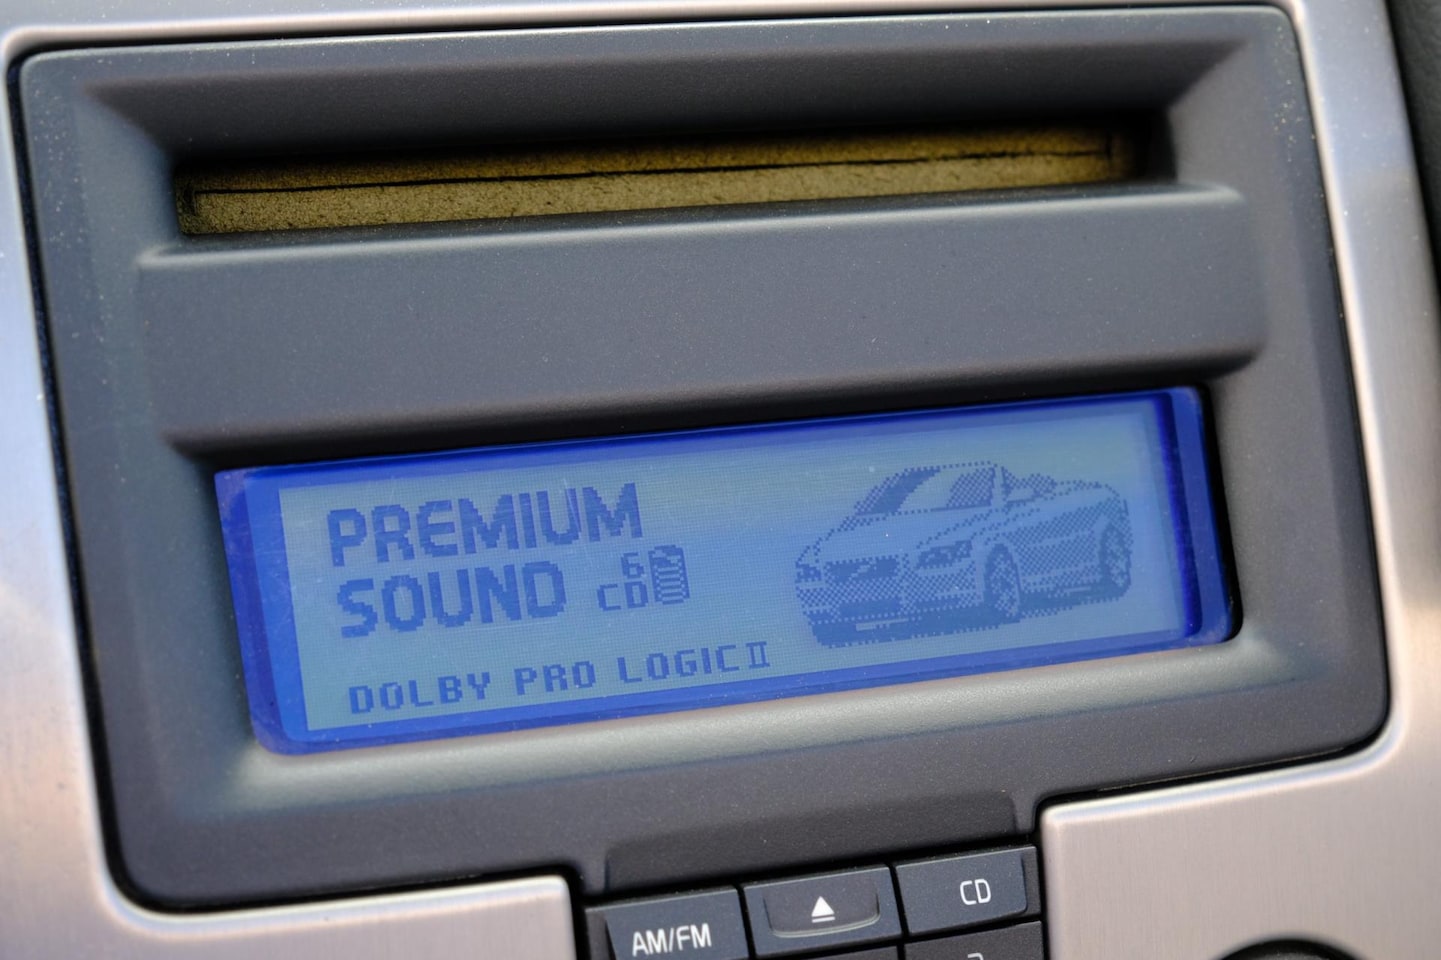 PREMIUM
SOUND 6
CD
DOLBY PRO LOGIC II
AM/FM
CD